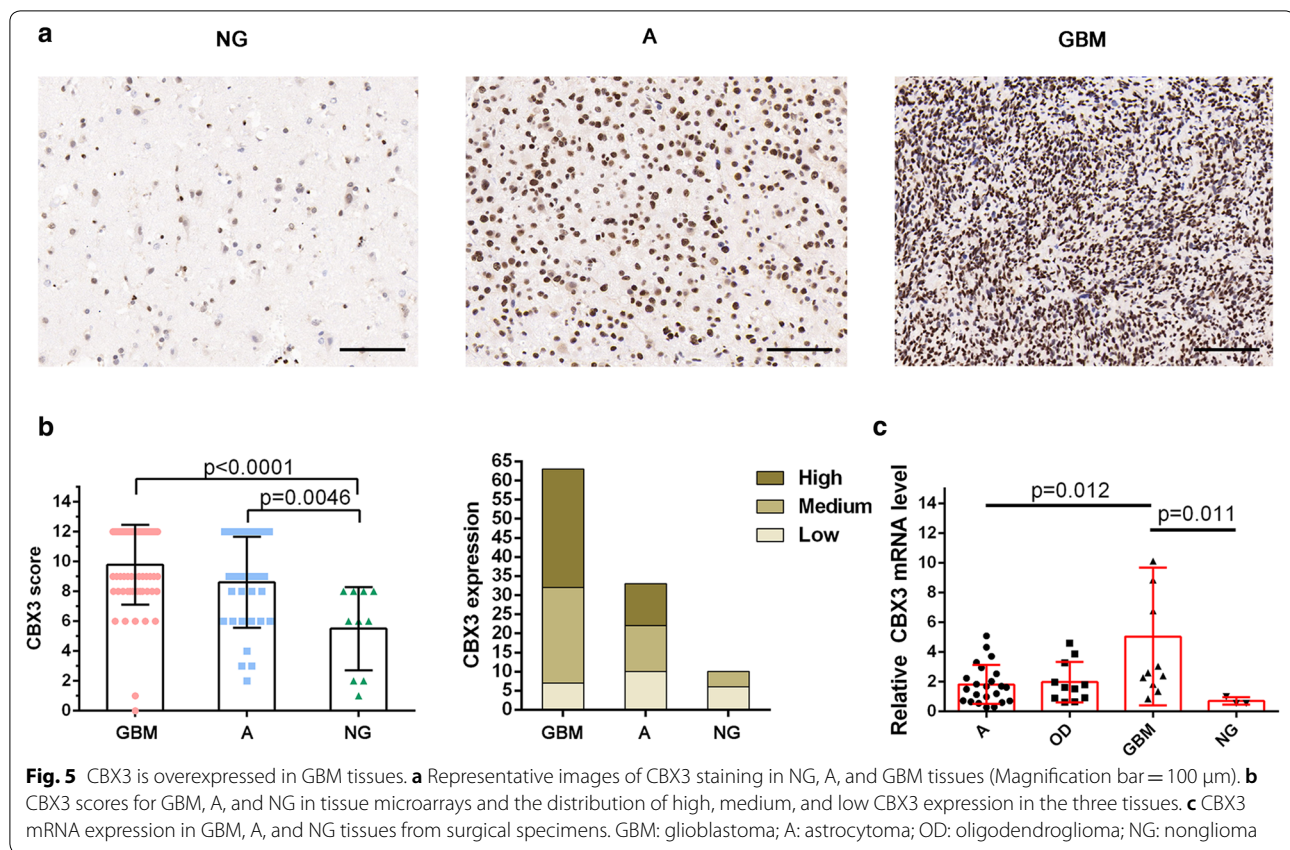 a
NG
A
GBM
b
p<0.0001
p=0.0046
CBX3 score
14
12
10
8
6
4
2
0
GBM
A
NG
CBX3 expression
65
60
55
50
45
40
35
30
25
20
15
10
5
0
GBM
A
NG
High
Medium
Low
c
p=0.012
p=0.011
Relative CBX3 mRNA level
14
12
10
8
6
4
2
0
A
OD
GBM
NG
Fig. 5 CBX3 is overexpressed in GBM tissues. a Representative images of CBX3 staining in NG, A, and GBM tissues (Magnification bar = 100 μm). b
CBX3 scores for GBM, A, and NG in tissue microarrays and the distribution of high, medium, and low CBX3 expression in the three tissues. c CBX3
mRNA expression in GBM, A, and NG tissues from surgical specimens. GBM: glioblastoma; A: astrocytoma; OD: oligodendroglioma; NG: nonglioma